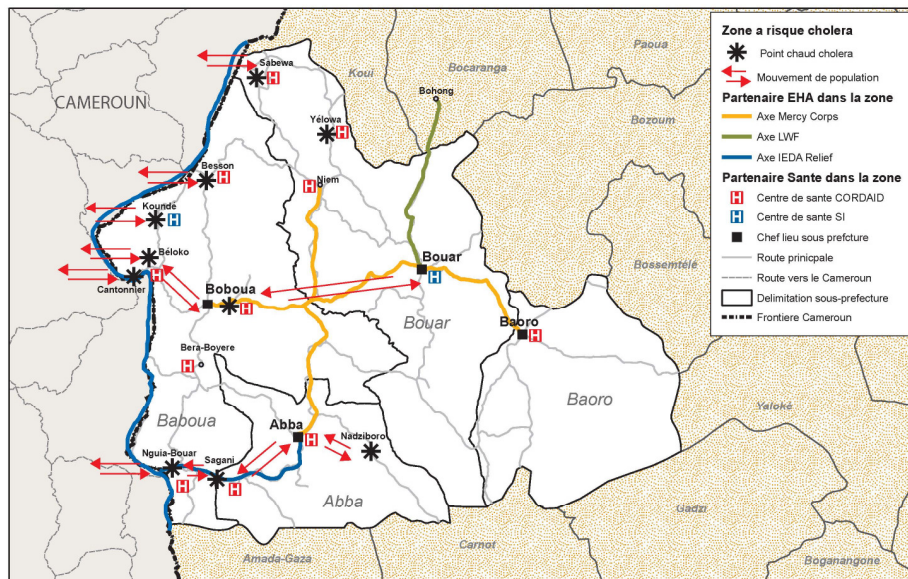 Zone a risque cholera
Point chaud cholera
Mouvement de population
Partenaire EHA dans la zone
Axe Mercy Corps
Axe LWF
Axe IEDA Relief
Partenaire Sante dans la zone
H Centre de sante CORDAID
H Centre de sante SI
Chef lieu sous prefcture
Route prinicpale
Route vers le Cameroun
Delimitation sous-prefecture
Frontiere Cameroun
CAMEROUN
Paoua
Koui
Bocaranga
Sabewa
H
Bohong
Bozoum
Yélowa
H
Besson
H
Niem
H
Koundé
H
Béloko
Bouar
H
Bossemtélé
Cantonnier
H
Boboua
H
Bouar
Baoro
H
Bera-Boyere
H
Baoro
Baboua
Yaloké
Abba
H
Nadziboro
Nguia-Bouar
H
Sagani
H
Abba
Gadzi
Amada-Gaza
Carnot
Boganangone